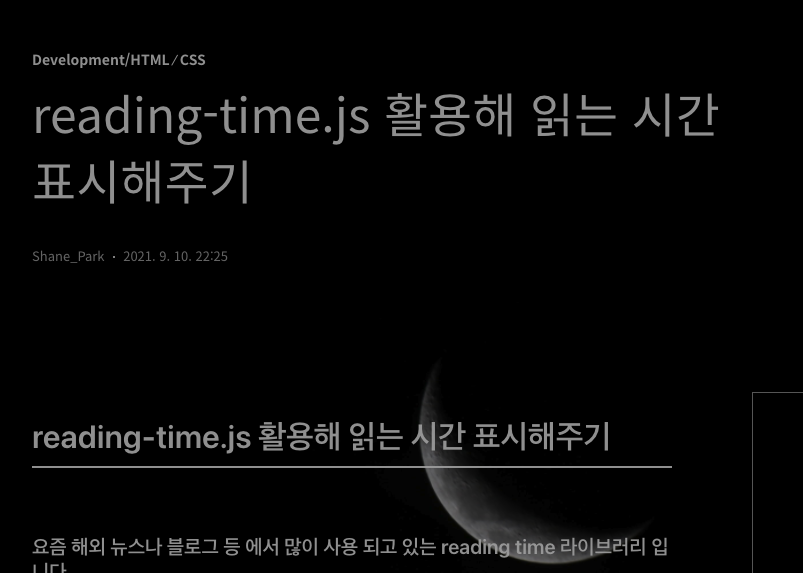 Development/HTML ⁄ CSS
reading-time.js 활용해 읽는 시간
표시해주기
Shane_Park · 2021. 9. 10. 22:25
reading-time.js 활용해 읽는 시간 표시해주기
요즘 해외 뉴스나 블로그 등 에서 많이 사용 되고 있는 reading time 라이브러리 입
니다